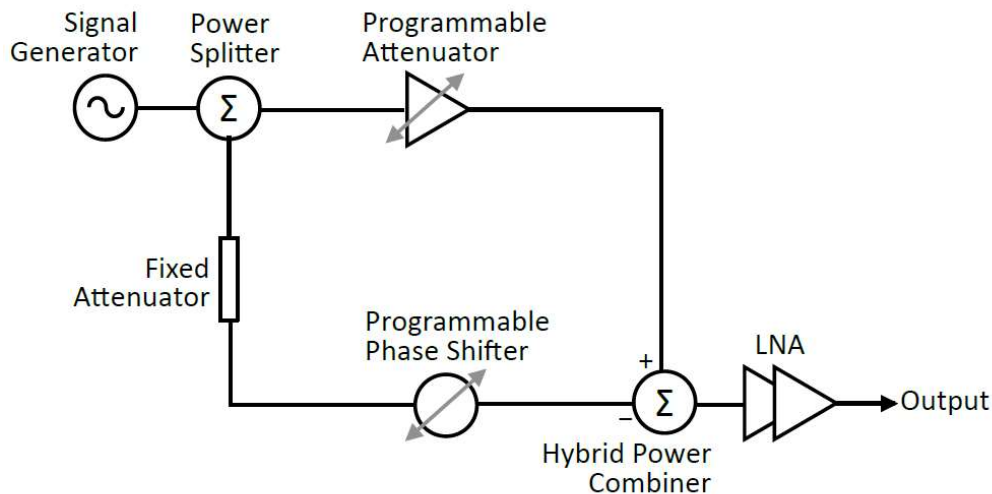 Signal
Generator
Power
Splitter
Programmable
Attenuator
Σ
Fixed
Attenuator
Programmable
Phase Shifter
+
−
Σ
LNA
Output
Hybrid Power
Combiner